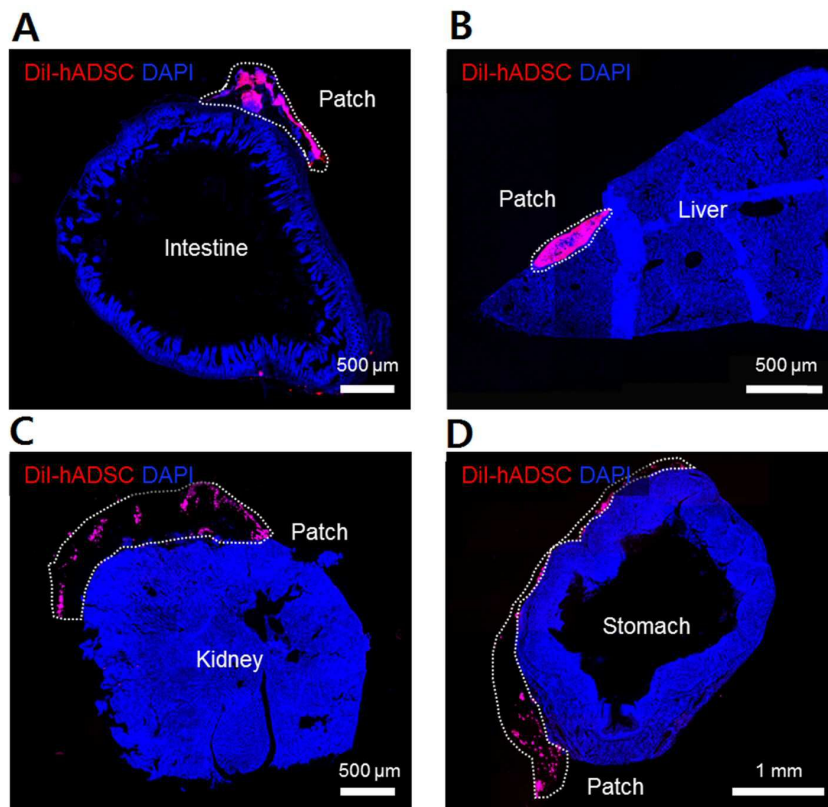 A
DiI-hADSC DAPI
Patch
Intestine
500 μm
B
DiI-hADSC DAPI
Patch
Liver
500 μm
C
DiI-hADSC DAPI
Patch
Kidney
500 μm
D
DiI-hADSC DAPI
Stomach
Patch
1 mm